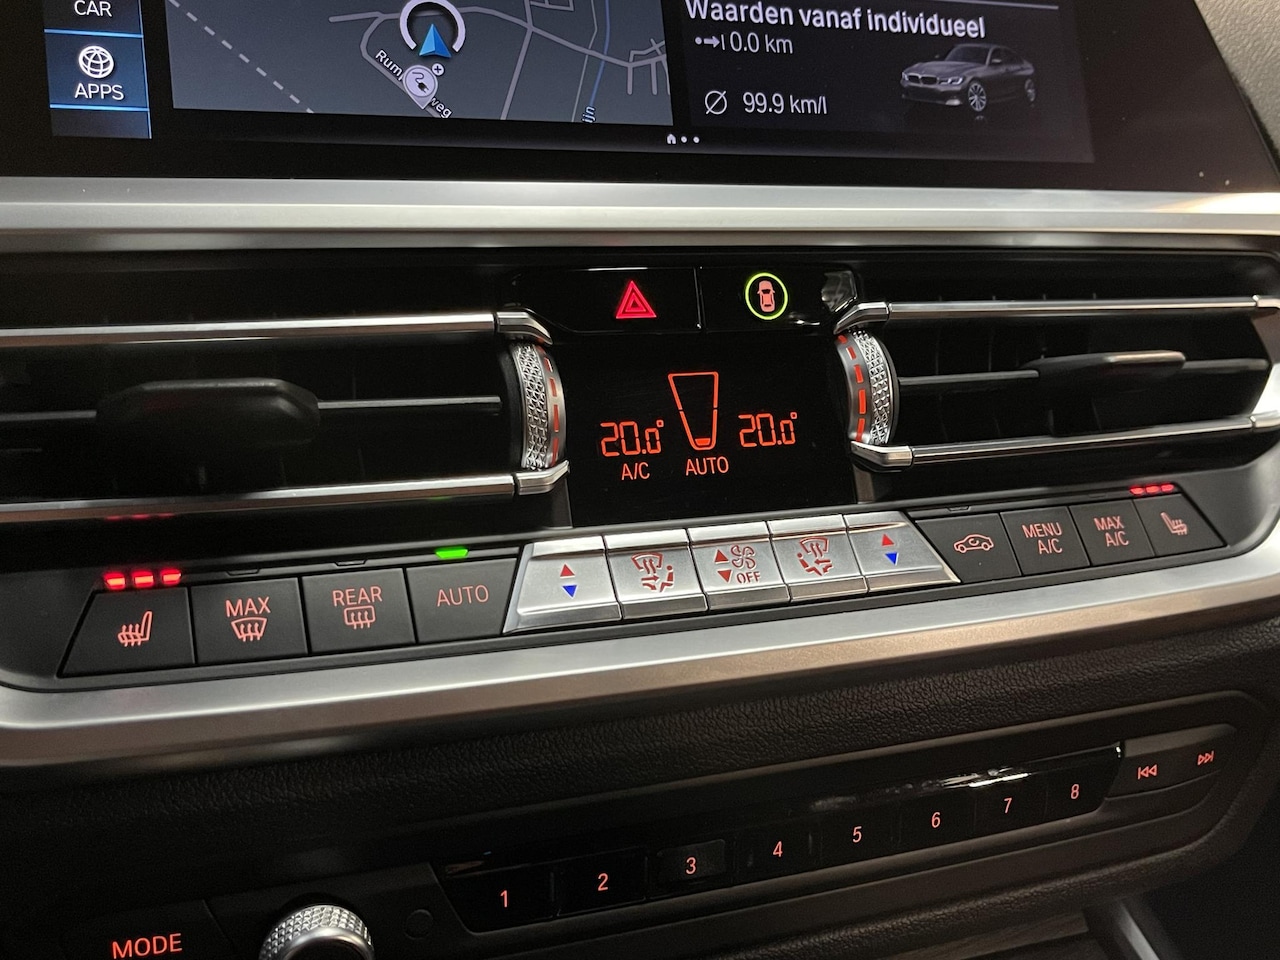 CAR
APPS
Waarden vanaf individueel
0.0 km
99.9 km/l
20.0° 20.0°
A/C AUTO
MAX
REAR
AUTO
OFF
MENU
A/C
MAX
A/C
1 2 3 4 5 6 7 8
MODE